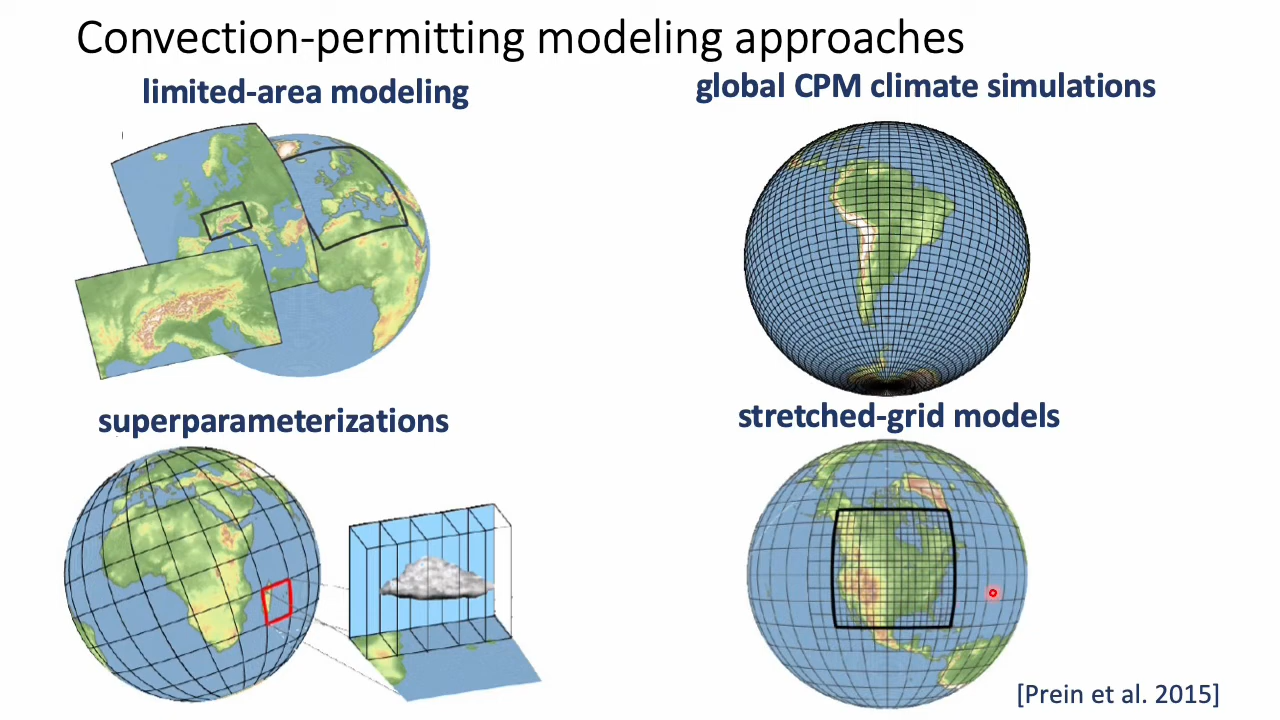 Convection-permitting modeling approaches
limited-area modeling
global CPM climate simulations
superparameterizations
stretched-grid models
[Prein et al. 2015]